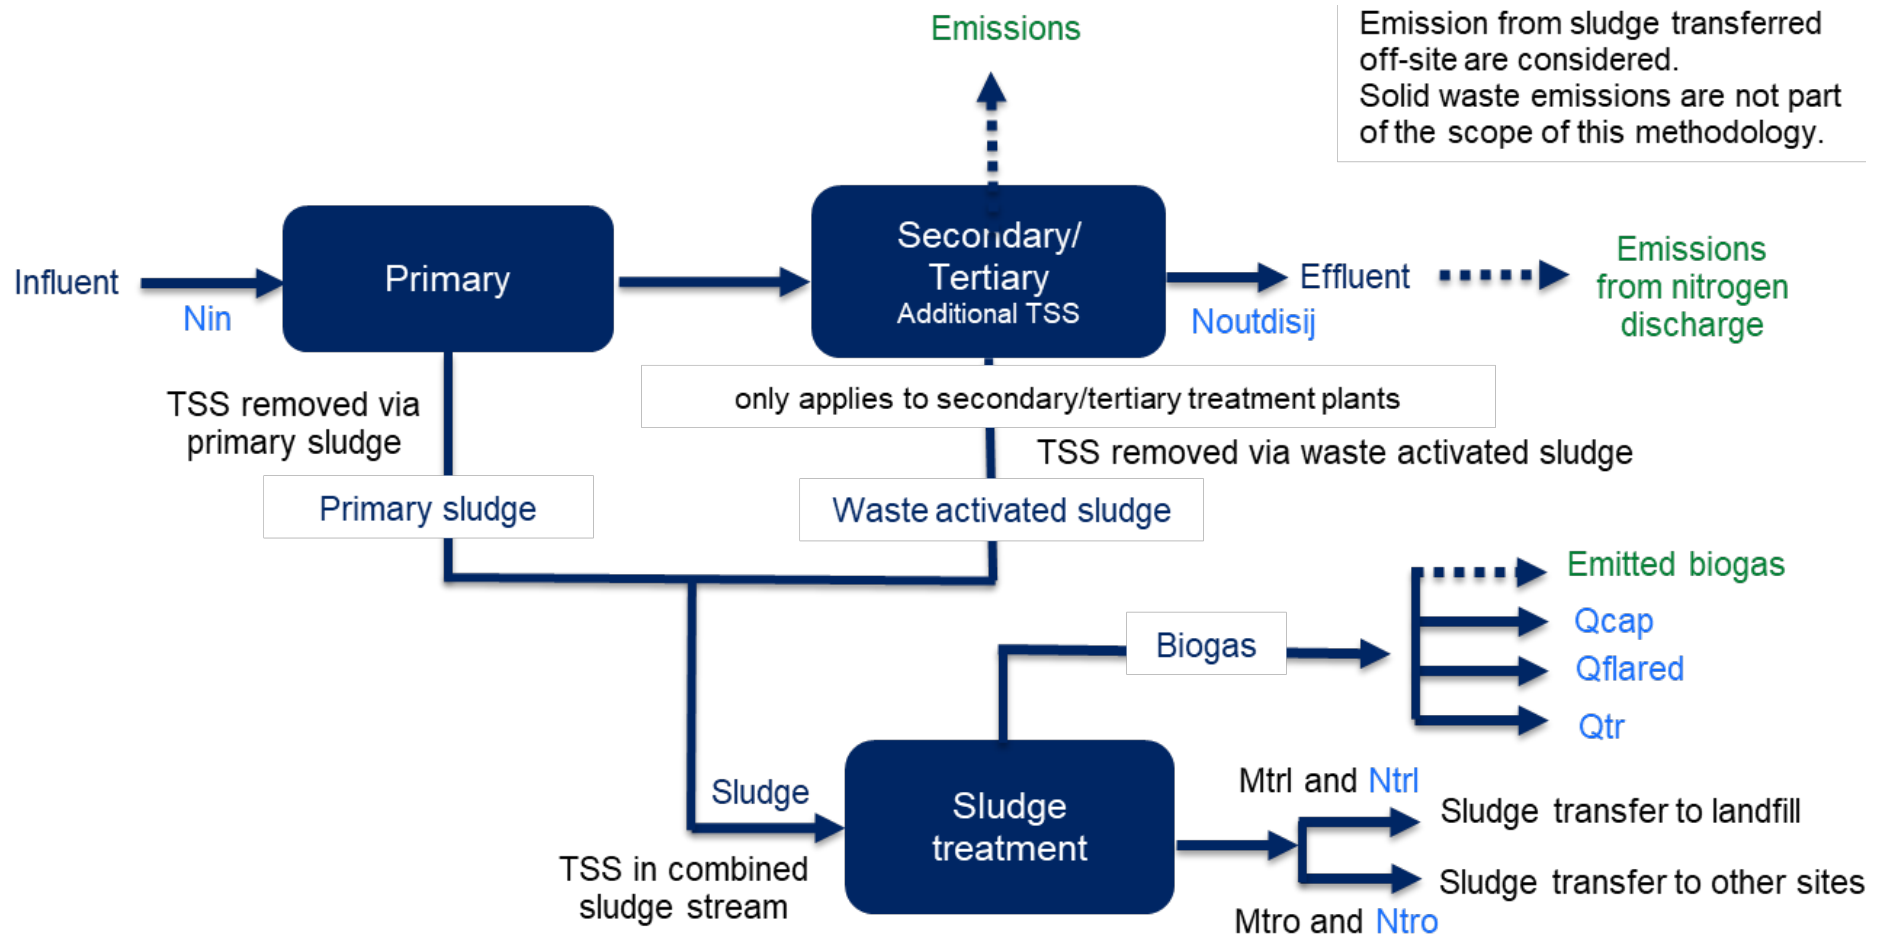 Emissions
Emission from sludge transferred
off-site are considered.
Solid waste emissions are not part
of the scope of this methodology.
Influent
Nin
Primary
Secondary/
Tertiary
Additional TSS
Effluent
Noutdisij
Emissions
from nitrogen
discharge
TSS removed via
primary sludge
only applies to secondary/tertiary treatment plants
TSS removed via waste activated sludge
Primary sludge
Waste activated sludge
Emitted biogas
Qcap
Qflared
Qtr
Biogas
Sludge
TSS in combined
sludge stream
Sludge
treatment
Mtrl and Ntrl
Sludge transfer to landfill
Sludge transfer to other sites
Mtro and Ntro